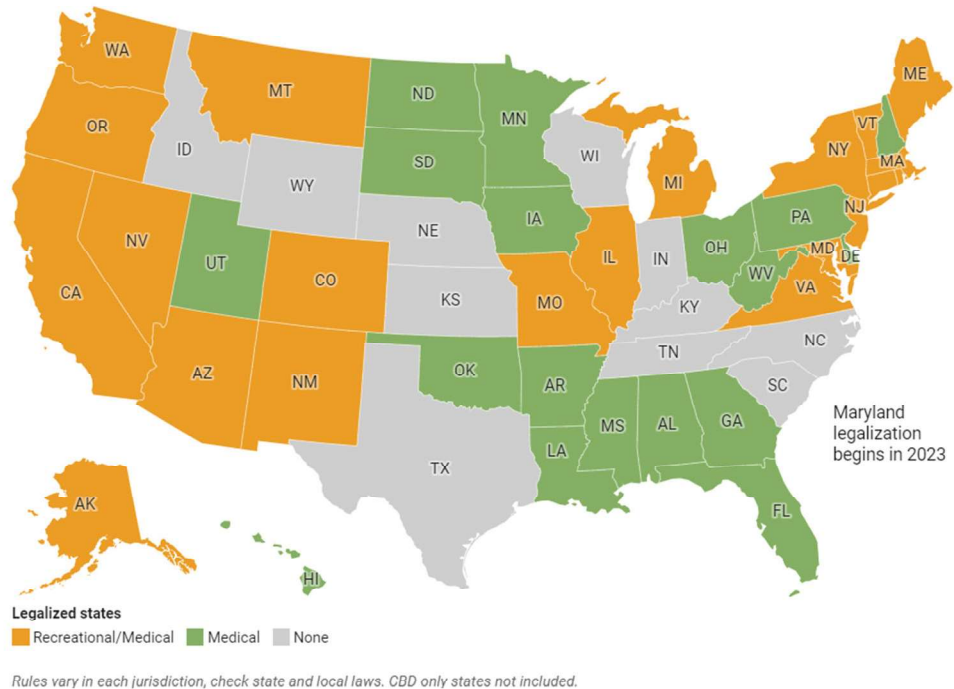 WA
MT
ME
ND
MN
VT
OR
NY
MA
ID
SD
WI
WY
MI
NJ
IA
PA
NE
NV
OH
MD
UT
IL
IN
DE
CO
WV
CA
VA
KS
MO
KY
NC
TN
AZ
OK
NM
AR
SC
MS
AL
GA
LA
TX
Maryland
legalization
begins in 2023
AK
FL
HI
Legalized states
Recreational/Medical Medical None
Rules vary in each jurisdiction, check state and local laws. CBD only states not included.